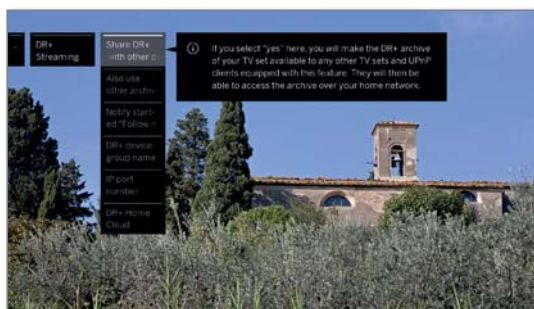 DR+
Streaming
Share DR+
with other p
If you select "yes" here, you will make the DR+ archive
of your TV set available to any other TV sets and UPnP
clients equipped with this feature. They will then be
able to access the archive over your home network.
Also use
other archiv
Notify start-
ed "Follow m
DR+ device
group name
IP port
number
DR+ Home
Cloud